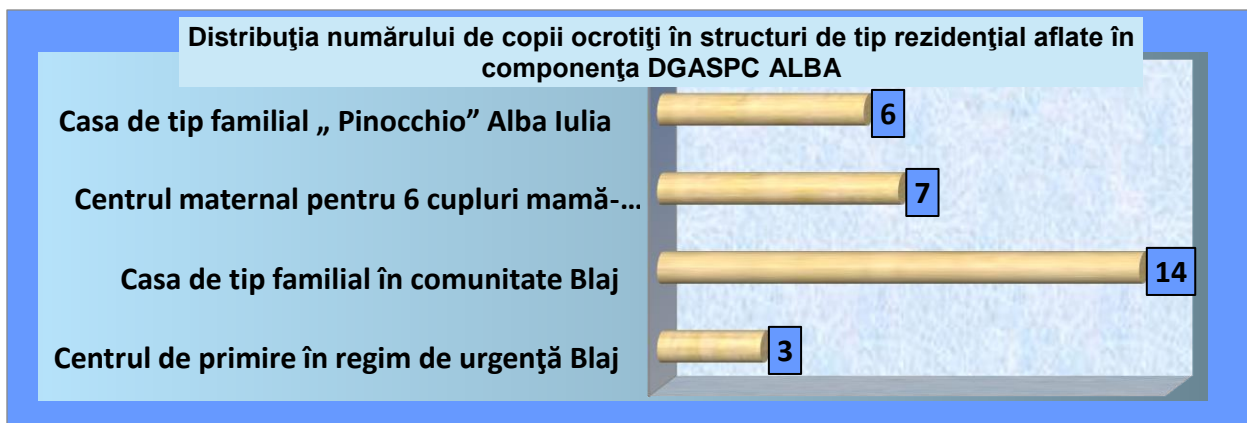 Distribuţia numărului de copii ocrotiţi în structuri de tip rezidenţial aflate în
componenţa DGASPC ALBA
Casa de tip familial „ Pinocchio” Alba Iulia
6
Centrul maternal pentru 6 cupluri mamă-...
7
Casa de tip familial în comunitate Blaj
14
Centrul de primire în regim de urgenţă Blaj
3